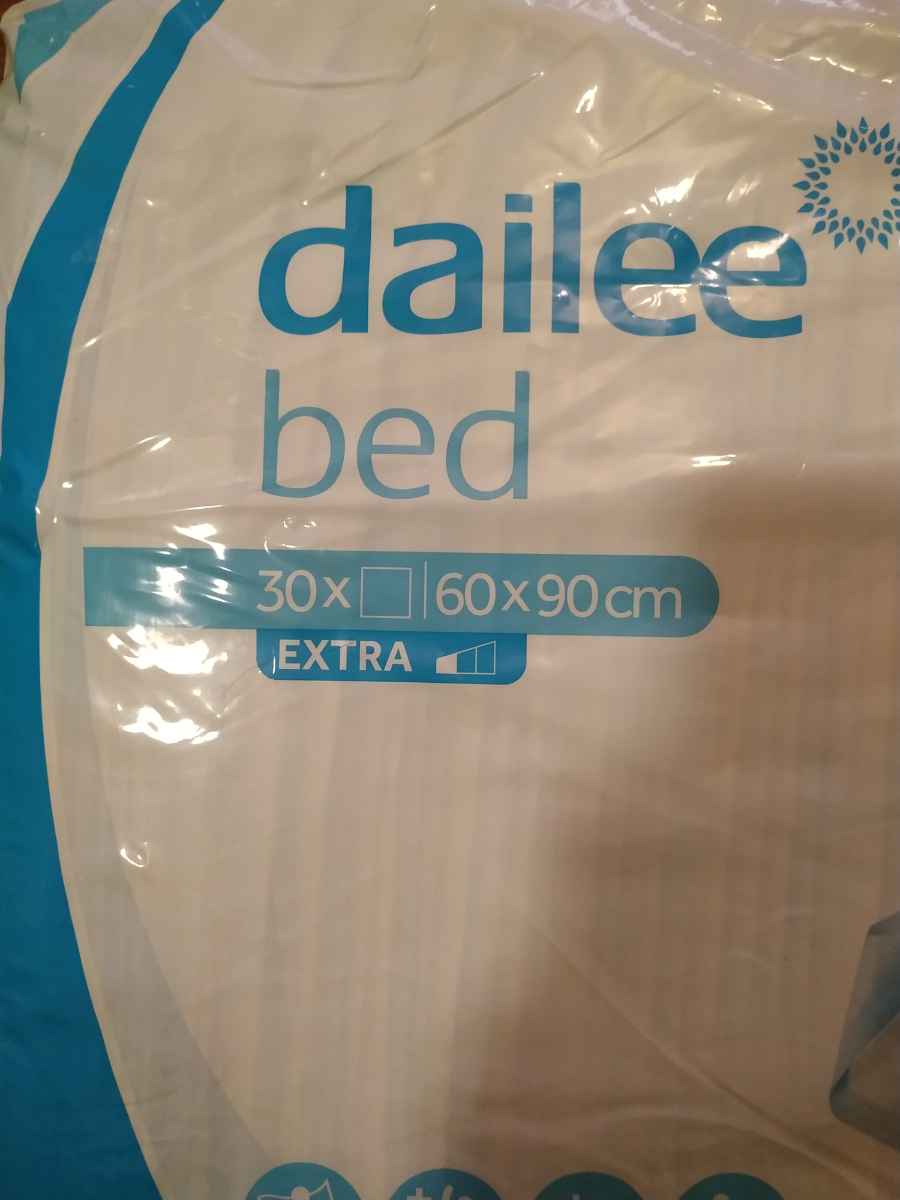 dailee
bed
30x 60x90cm
EXTRA